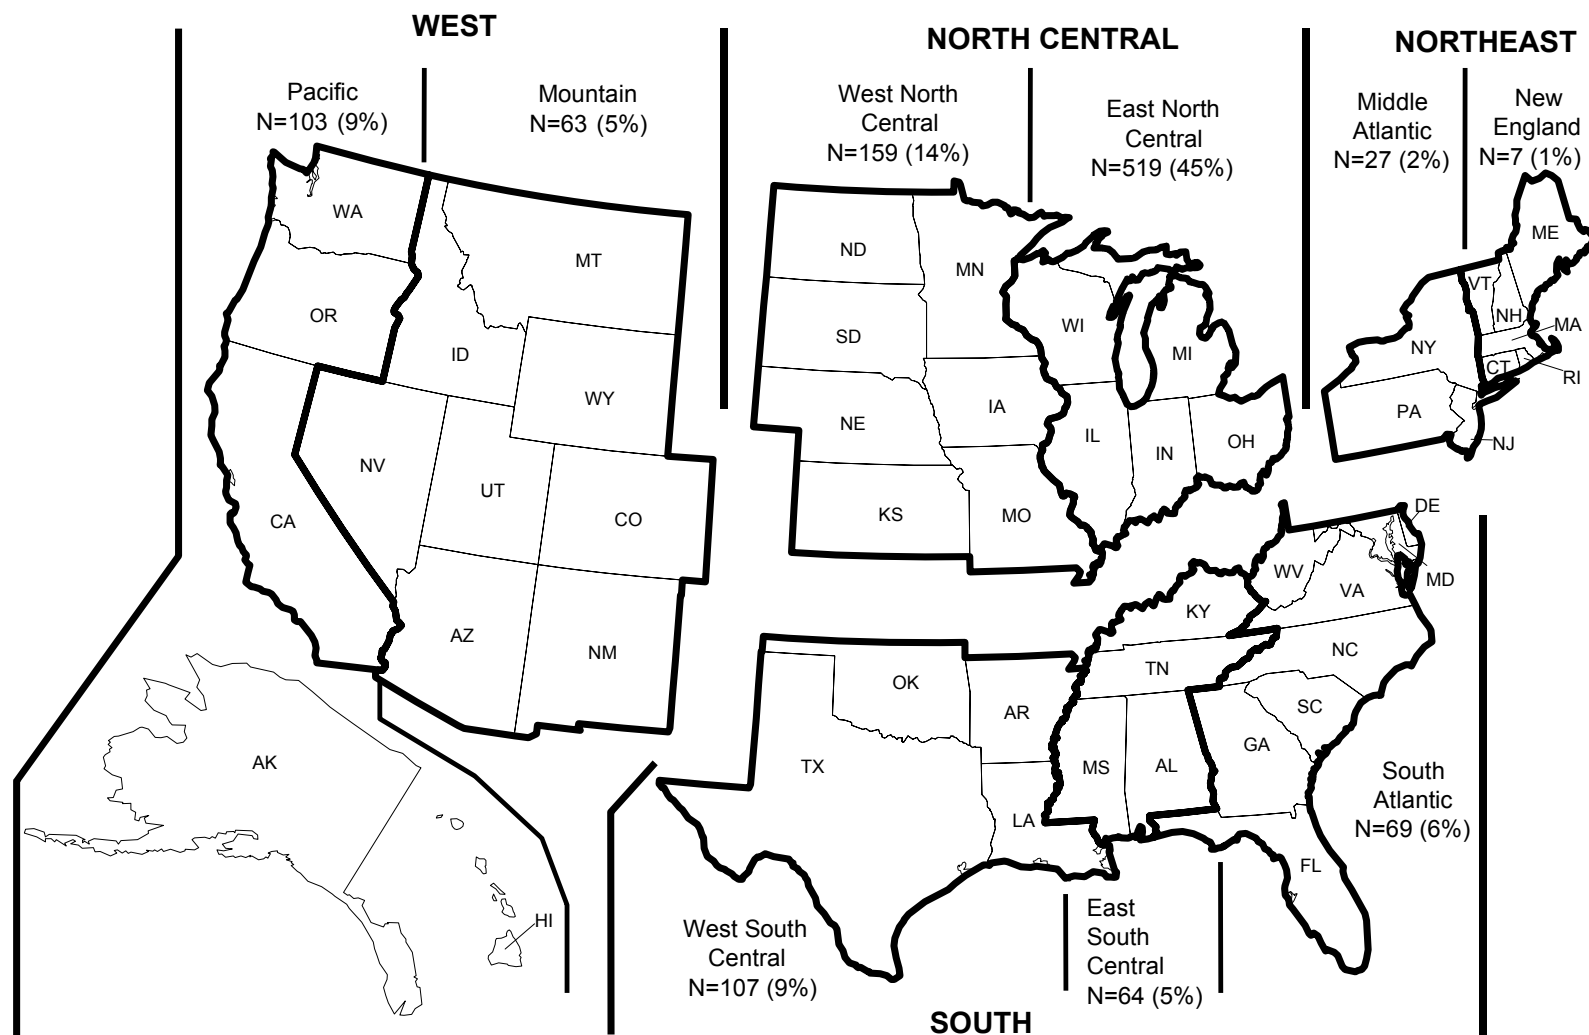 WEST
NORTH CENTRAL
NORTHEAST
Pacific
N=103 (9%)
Mountain
N=63 (5%)
West North
Central
N=159 (14%)
East North
Central
N=519 (45%)
Middle
Atlantic
N=27 (2%)
New
England
N=7 (1%)
WA
OR
CA
MT
ID
WY
NV
UT
CO
AZ
NM
AK
HI
ND
SD
NE
KS
MN
IA
MO
WI
MI
IL
IN
OH
ME
VT
NH
MA
CT
RI
NY
PA
NJ
DE
MD
WV
VA
NC
SC
GA
FL
KY
TN
MS
AL
OK
AR
TX
LA
South
Atlantic
N=69 (6%)
West South
Central
N=107 (9%)
East
South
Central
N=64 (5%)
SOUTH